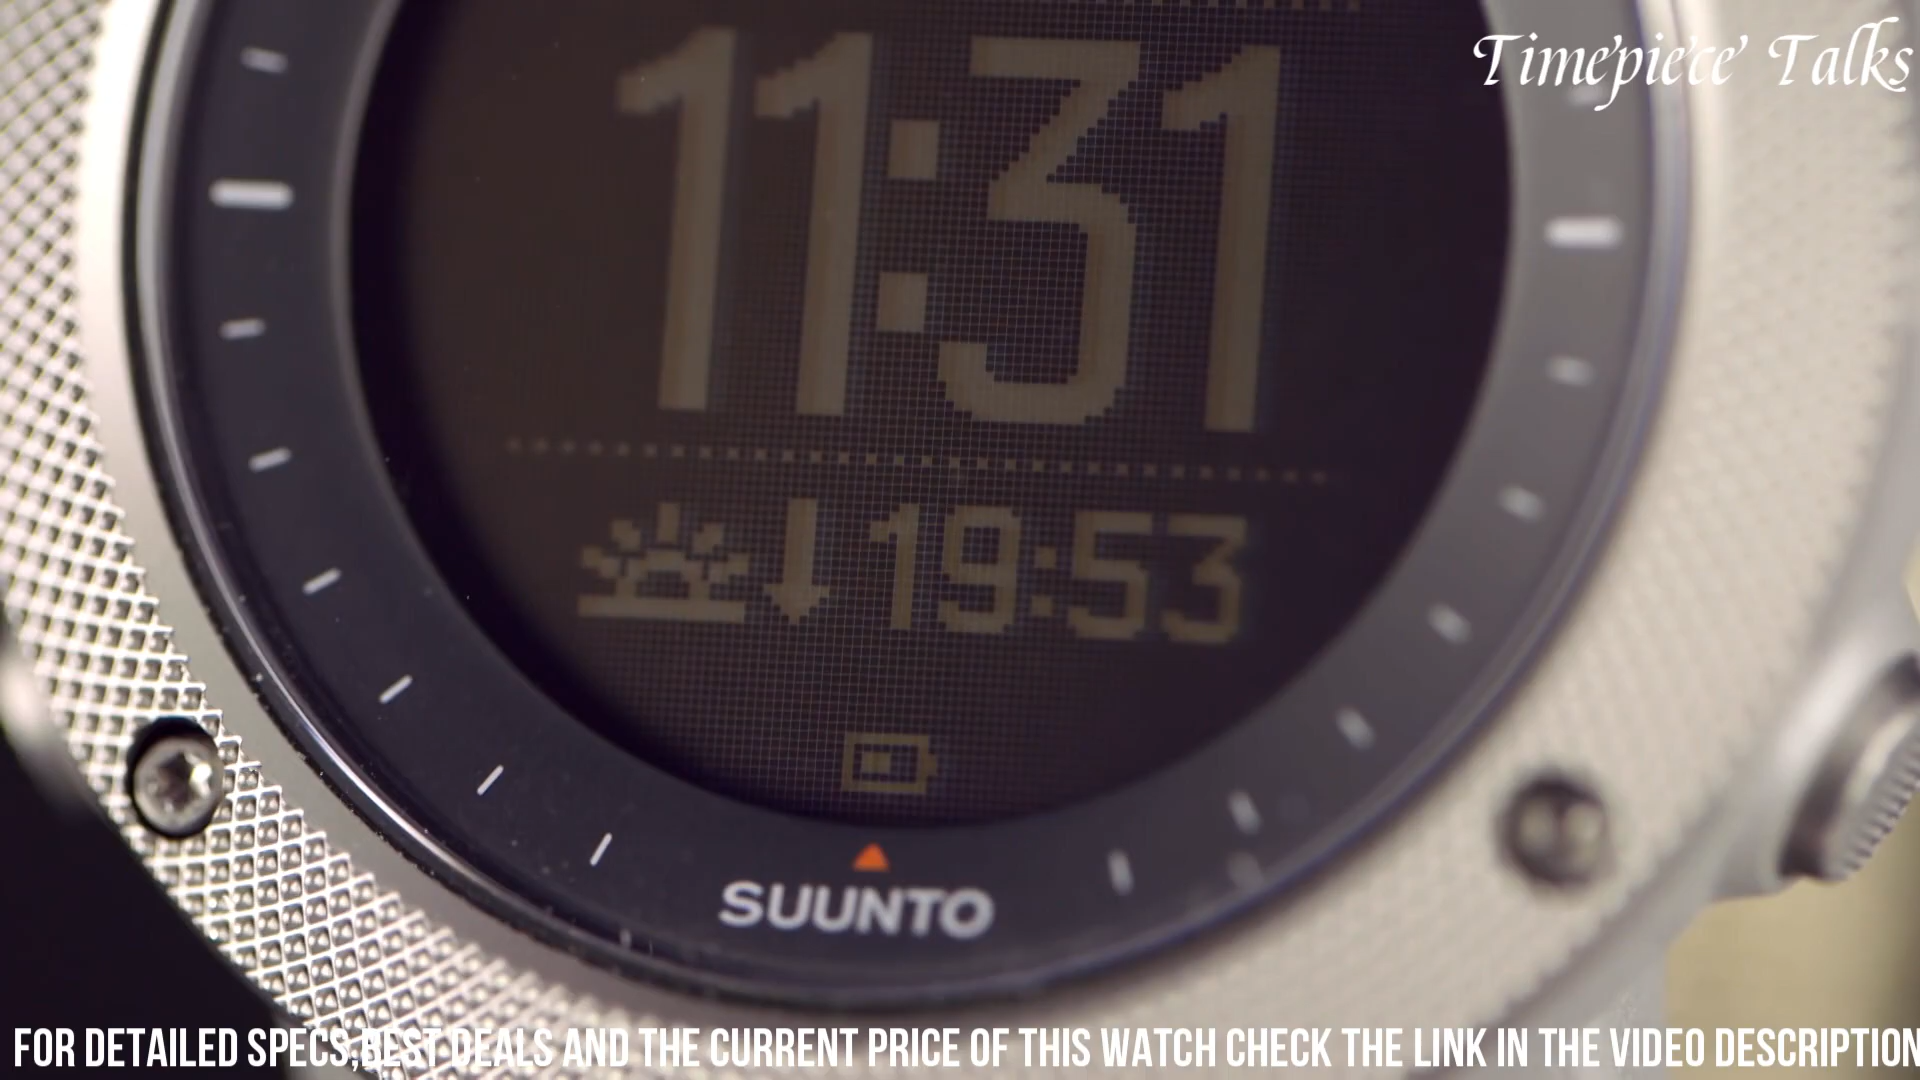 Timepiece Talks
11:31
19:53
SUUNTO
FOR DETAILED SPECS,BEST DEALS AND THE CURRENT PRICE OF THIS WATCH CHECK THE LINK IN THE VIDEO DESCRIPTION